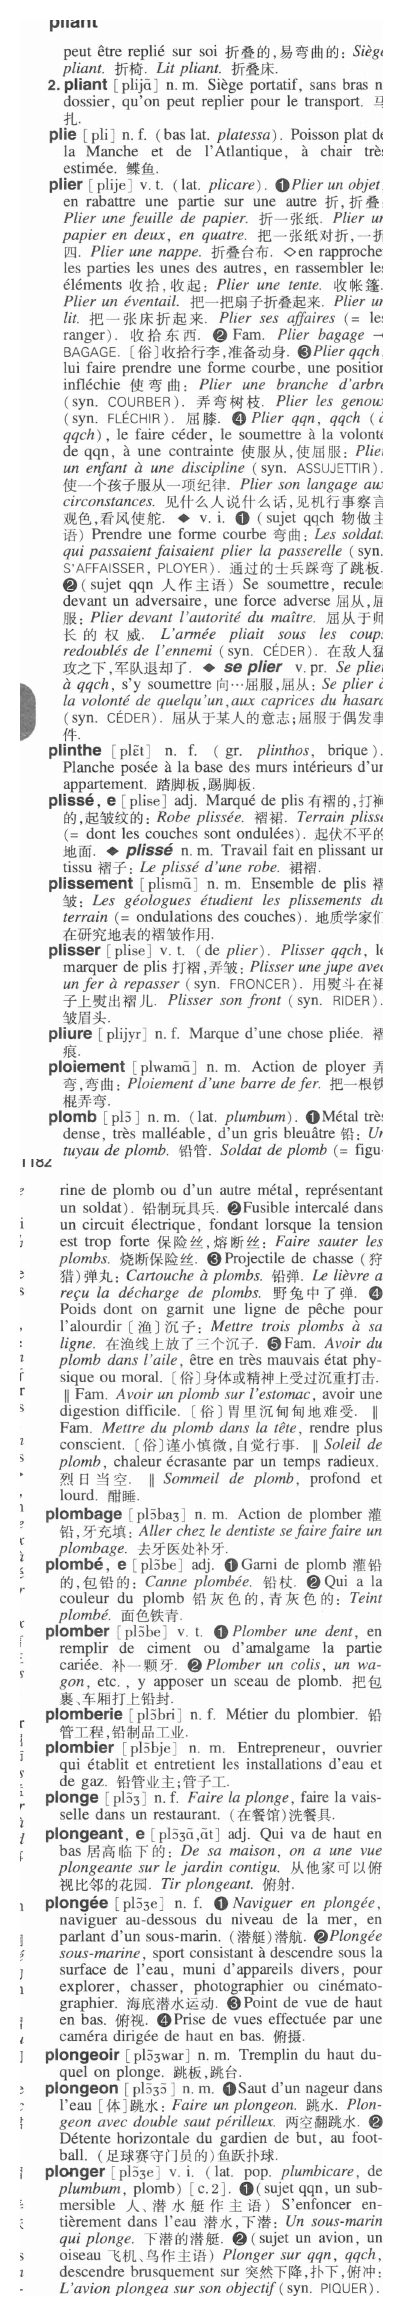 pliant
peut être replié sur soi 折叠的,易弯曲的: Siège
pliant. 折椅. Lit pliant. 折叠床.
2. pliant [plijɑ̃] n. m. Siège portatif, sans bras n
dossier, qu'on peut replier pour le transport. 马
扎.
plie [pli] n. f. (bas lat. platessa). Poisson plat de
la Manche et de l'Atlantique, à chair très
estimée. 鲽鱼.
plier [plije] v. t. (lat. plicare). ❶Plier un objet
en rabattre une partie sur une autre 折,折叠:
Plier une feuille de papier. 折一张纸. Plier un
papier en deux, en quatre. 把一张纸对折,一折
四. Plier une nappe. 折叠台布. ◇en rapprocher
les parties les unes des autres, en rassembler les
éléments 收拾,收起: Plier une tente. 收帐篷.
Plier un éventail. 把一把扇子折叠起来. Plier un
lit. 把一张床折起来. Plier ses affaires (= les
ranger). 收拾东西. ❷ Fam. Plier bagage →
BAGAGE. [俗]收拾行李,准备动身. ❸Plier qqch,
lui faire prendre une forme courbe, une position
infléchie 使弯曲: Plier une branche d'arbre
(syn. COURBER). 弄弯树枝. Plier les genoux
(syn. FLÉCHIR). 屈膝. ❹ Plier qqn, qqch (à
qqch), le faire céder, le soumettre à la volonté
de qqn, à une contrainte 使服从,使屈服: Plier
un enfant à une discipline (syn. ASSUJETTIR).
使一个孩子服从一项纪律. Plier son langage aux
circonstances. 见什么人说什么话,见机行事察言
观色,看风使舵. ◆ v. i. ❶ (sujet qqch 物做主
语) Prendre une forme courbe 弯曲: Les soldats
qui passaient faisaient plier la passerelle (syn.
S'AFFAISSER, PLOYER). 通过的士兵踩弯了跳板.
❷(sujet qqn 人作主语) Se soumettre, reculer
devant un adversaire, une force adverse 屈从,屈
服: Plier devant l'autorité du maître. 屈从于师
长的权威. L'armée pliait sous les coups
redoublés de l'ennemi (syn. CÉDER). 在敌人猛
攻之下,军队退却了. ◆ se plier v. pr. Se plier
à qqch, s'y soumettre 向…屈服,屈从: Se plier à
la volonté de quelqu'un,aux caprices du hasard
(syn. CÉDER). 屈从于某人的意志;屈服于偶发事
件.
plinthe [plɛ̃t] n. f. (gr. plinthos, brique).
Planche posée à la base des murs intérieurs d'un
appartement. 踏脚板,踢脚板.
plissé, e [plise] adj. Marqué de plis 有褶的,打裥
的,起皱纹的: Robe plissée. 褶裙. Terrain plissé
(= dont les couches sont ondulées). 起伏不平的
地面. ◆ plissé n. m. Travail fait en plissant un
tissu 褶子: Le plissé d'une robe. 裙褶.
plissement [plismɑ̃] n. m. Ensemble de plis 褶
皱: Les géologues étudient les plissements du
terrain (= ondulations des couches). 地质学家们
在研究地表的褶皱作用.
plisser [plise] v. t. (de plier). Plisser qqch, le
marquer de plis 打褶,弄皱: Plisser une jupe avec
un fer à repasser (syn. FRONCER). 用熨斗在裙
子上熨出褶儿. Plisser son front (syn. RIDER).
皱眉头.
pliure [plijyr] n. f. Marque d'une chose pliée. 褶
痕.
ploiement [plwamɑ̃] n. m. Action de ployer 弄
弯,弯曲: Ploiement d'une barre de fer. 把一根铁
棍弄弯.
plomb [plɔ̃] n. m. (lat. plumbum). ❶Métal très
dense, très malléable, d'un gris bleuâtre 铅: Un
tuyau de plomb. 铅管. Soldat de plomb (= figu-
1182
rine de plomb ou d'un autre métal, représentant
un soldat). 铅制玩具兵. ❷Fusible intercalé dans
un circuit électrique, fondant lorsque la tension
est trop forte 保险丝,熔断丝: Faire sauter les
plombs. 烧断保险丝. ❸Projectile de chasse (狩
猎)弹丸: Cartouche à plombs. 铅弹. Le lièvre a
reçu la décharge de plombs. 野兔中了弹. ❹
Poids dont on garnit une ligne de pêche pour
l'alourdir [渔]沉子: Mettre trois plombs à sa
ligne. 在渔线上放了三个沉子. ❺Fam. Avoir du
plomb dans l'aile, être en très mauvais état phy-
sique ou moral. [俗]身体或精神上受过沉重打击.
‖ Fam. Avoir un plomb sur l'estomac, avoir une
digestion difficile. [俗]胃里沉甸甸地难受. ‖
Fam. Mettre du plomb dans la tête, rendre plus
conscient. [俗]谨小慎微,自觉行事. ‖ Soleil de
plomb, chaleur écrasante par un temps radieux.
烈日当空. ‖ Sommeil de plomb, profond et
lourd. 酣睡.
plombage [plɔ̃baʒ] n. m. Action de plomber 灌
铅,牙充填: Aller chez le dentiste se faire faire un
plombage. 去牙医处补牙.
plombé, e [plɔ̃be] adj. ❶Garni de plomb 灌铅
的,包铅的: Canne plombée. 铅杖. ❷Qui a la
couleur du plomb 铅灰色的,青灰色的: Teint
plombé. 面色铁青.
plomber [plɔ̃be] v. t. ❶ Plomber une dent, en
remplir de ciment ou d'amalgame la partie
cariée. 补一颗牙. ❷Plomber un colis, un wa-
gon, etc., y apposer un sceau de plomb. 把包
裹、车厢打上铅封.
plomberie [plɔ̃bri] n. f. Métier du plombier. 铅
管工程,铅制品工业.
plombier [plɔ̃bje] n. m. Entrepreneur, ouvrier
qui établit et entretient les installations d'eau et
de gaz. 铅管业主;管子工.
plonge [plɔ̃ʒ] n. f. Faire la plonge, faire la vais-
selle dans un restaurant. (在餐馆)洗餐具.
plongeant, e [plɔ̃ʒɑ̃,ɑ̃t] adj. Qui va de haut en
bas 居高临下的: De sa maison, on a une vue
plongeante sur le jardin contigu. 从他家可以俯
视比邻的花园. Tir plongeant. 俯射.
plongée [plɔ̃ʒe] n. f. ❶ Naviguer en plongée,
naviguer au-dessous du niveau de la mer, en
parlant d'un sous-marin. (潜艇)潜航. ❷Plongée
sous-marine, sport consistant à descendre sous la
surface de l'eau, muni d'appareils divers, pour
explorer, chasser, photographier ou cinémato-
graphier. 海底潜水运动. ❸Point de vue de haut
en bas. 俯视. ❹Prise de vues effectuée par une
caméra dirigée de haut en bas. 俯摄.
plongeoir [plɔ̃ʒwar] n. m. Tremplin du haut du-
quel on plonge. 跳板,跳台.
plongeon [plɔ̃ʒɔ̃] n. m. ❶Saut d'un nageur dans
l'eau [体]跳水: Faire un plongeon. 跳水. Plon-
geon avec double saut périlleux. 两空翻跳水. ❷
Détente horizontale du gardien de but, au foot-
ball. (足球赛守门员的)鱼跃扑球.
plonger [plɔ̃ʒe] v. i. (lat. pop. plumbicare, de
plumbum, plomb) [c.2]. ❶(sujet qqn, un sub-
mersible 人、潜水艇作主语) S'enfoncer en-
tièrement dans l'eau 潜水,下潜: Un sous-marin
qui plonge. 下潜的潜艇. ❷(sujet un avion, un
oiseau 飞机、鸟作主语) Plonger sur qqn, qqch,
descendre brusquement sur 突然下降,扑下,俯冲:
L'avion plongea sur son objectif (syn. PIQUER).